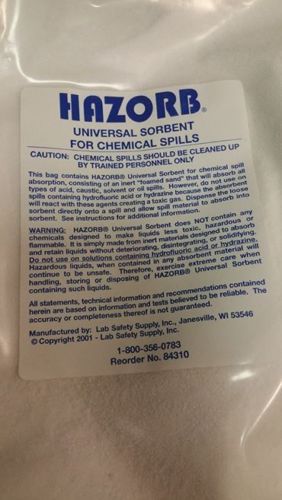 HAZORB®
UNIVERSAL SORBENT
FOR CHEMICAL SPILLS
CAUTION: CHEMICAL SPILLS SHOULD BE CLEANED UP
BY TRAINED PERSONNEL ONLY
This bag contains HAZORB® Universal Sorbent for chemical spill
absorption, consisting of an inert "foamed sand" that will absorb all
types of acid, caustic, solvent or oil spills. However, do not use on
spills containing hydrofluoric acid or hydrazine because the absorbent
will react with these agents creating a toxic gas. Dispense the loose
sorbent directly onto a spill and allow spill material to absorb into
sorbent. See instructions for additional information.
WARNING: HAZORB® Universal Sorbent does NOT contain any
chemicals designed to make liquids less toxic, hazardous or
flammable. It is simply made from inert materials designed to absorb
and retain liquids without deteriorating, disintegrating, or solidifying.
Do not use on solutions containing hydrofluoric acid or hydrazine.
Hazardous liquids, when contained in any absorbent material will
continue to be unsafe. Therefore, exercise extreme care when
handling, storing or disposing of HAZORB® Universal Sorbent
containing such liquids.
All statements, technical information and recommendations contained
herein are based on information and tests believed to be reliable. The
accuracy or completeness thereof is not guaranteed.
Manufactured by: Lab Safety Supply, Inc., Janesville, WI 53546
© Copyright 2001 - Lab Safety Supply, Inc.
1-800-356-0783
Reorder No. 84310